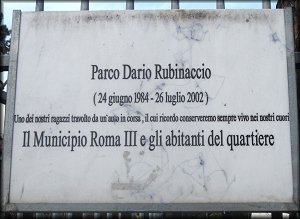 Parco Dario Rubinaccio
( 24 giugno 1984 - 26 luglio 2002 )
Uno dei nostri ragazzi travolto da un'auto in corsa , il cui ricordo conserveremo sempre vivo nei nostri cuori
Il Municipio Roma III e gli abitanti del quartiere